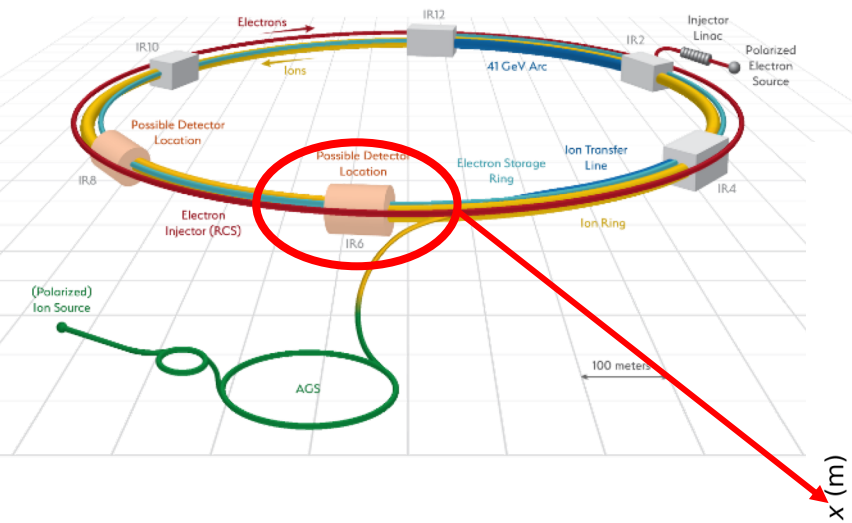 IR12
Electrons
Injector
Linac
IR2
IR10
Polarized
Electron
Source
Ions
41 GeV Arc
Possible Detector
Location
Possible Detector
Location
Electron Storage
Ring
Ion Transfer
Line
IR8
IR4
Electron
Injector (RCS)
IR6
Ion Ring
(Polarized)
Ion Source
100 meters
AGS
x (m)